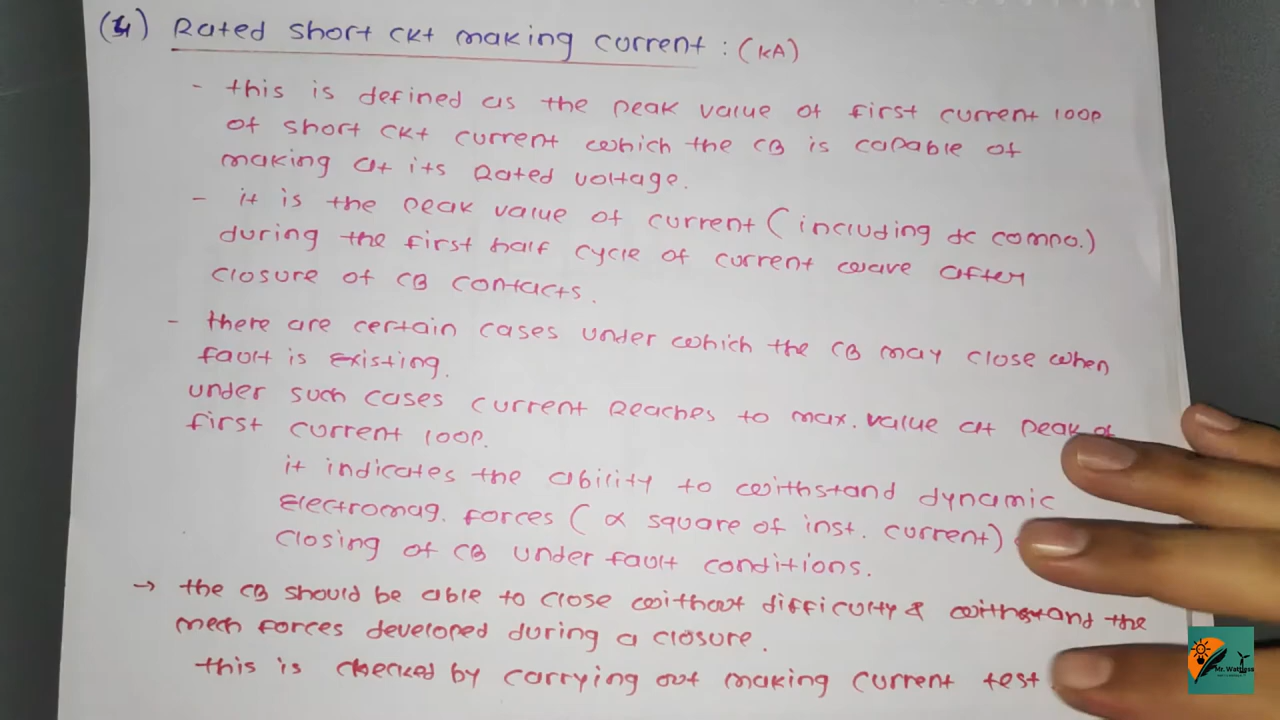 (4) Rated short ckt making current : (kA)
- this is defined as the peak value of first current loop
of short ckt current which the CB is capable of
making at its Rated voltage.
- it is the peak value of current (including dc compo.)
during the first half cycle of current wave after
closure of CB contacts.
- there are certain cases under which the CB may close when
fault is existing.
under such cases current Reaches to max. value at peak of
first current loop.
it indicates the ability to withstand dynamic
Electromag. forces (∝ square of inst. current)
closing of CB under fault conditions.
→ the CB should be able to close without difficulty & withstand the
mech forces developed during a closure.
this is checked by carrying out making current test
Mr. Wattless